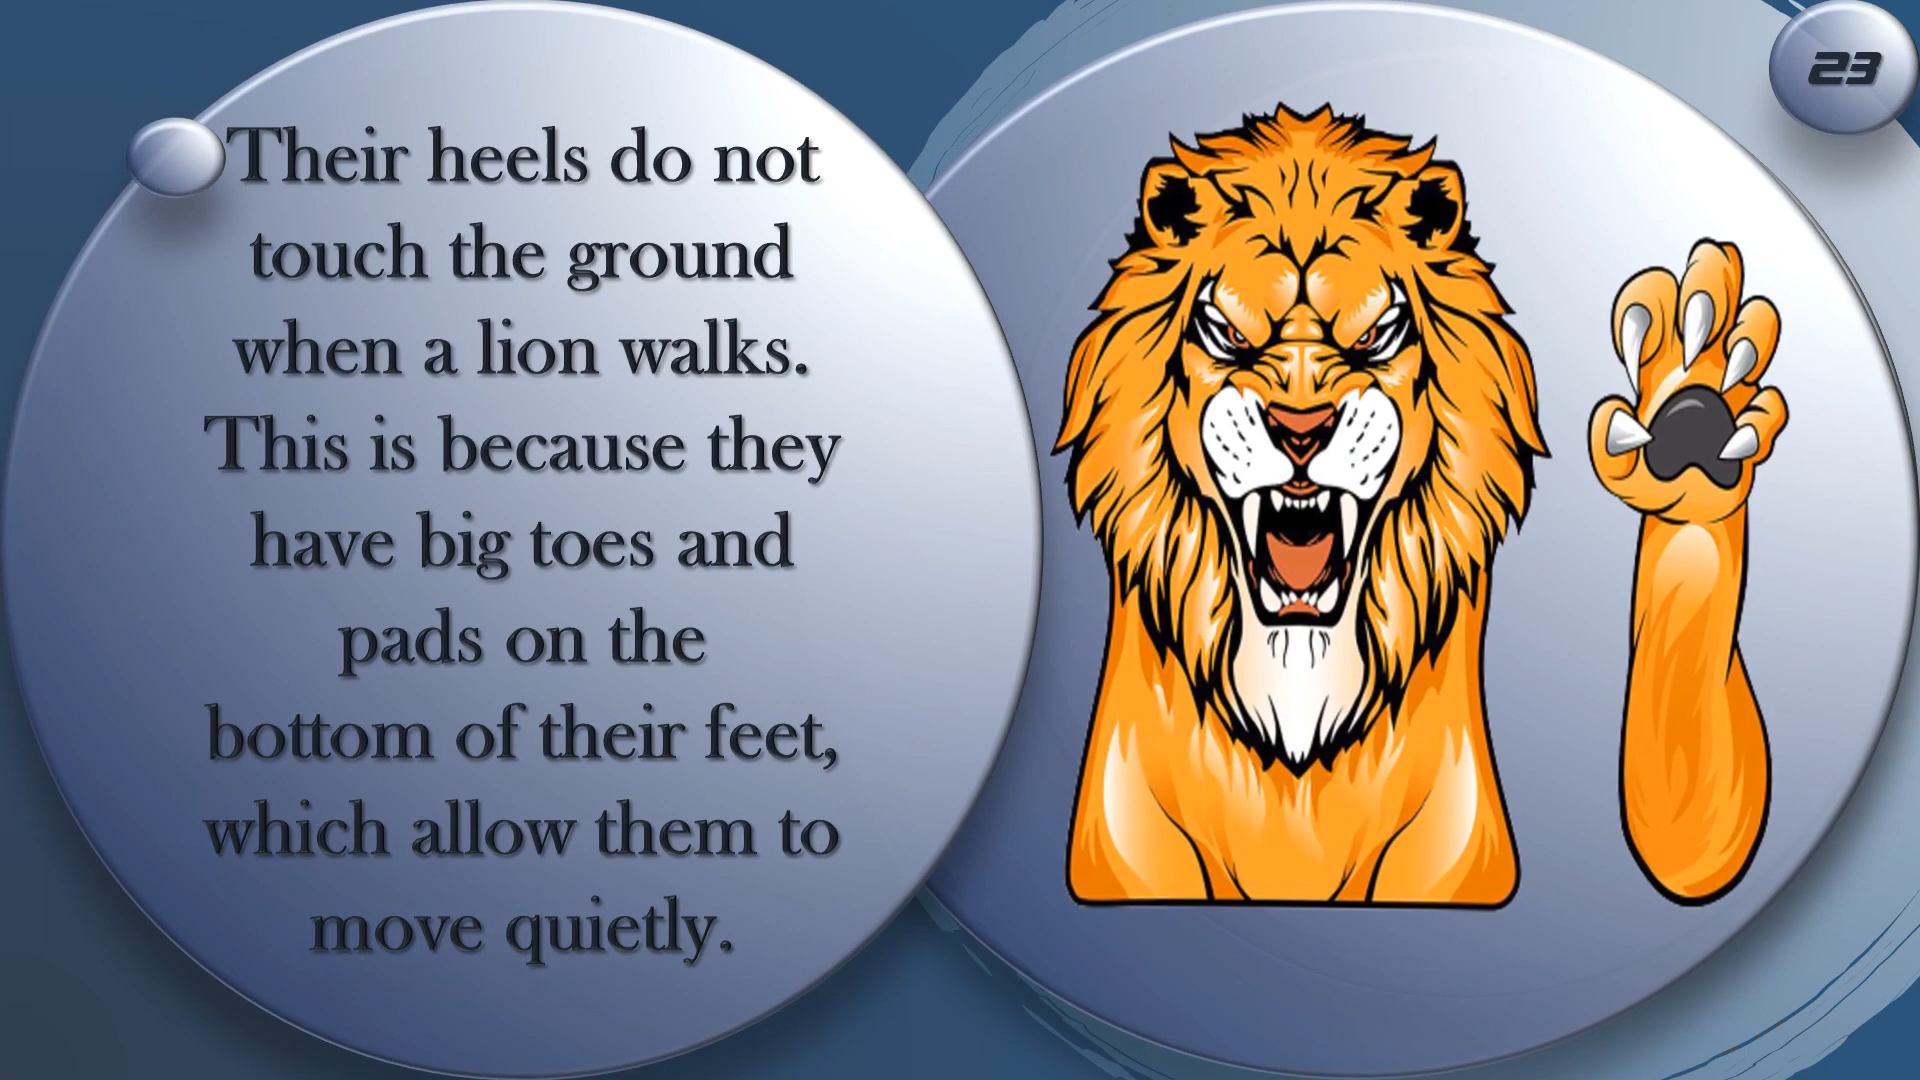 Their heels do not
touch the ground
when a lion walks.
This is because they
have big toes and
pads on the
bottom of their feet,
which allow them to
move quietly.
23